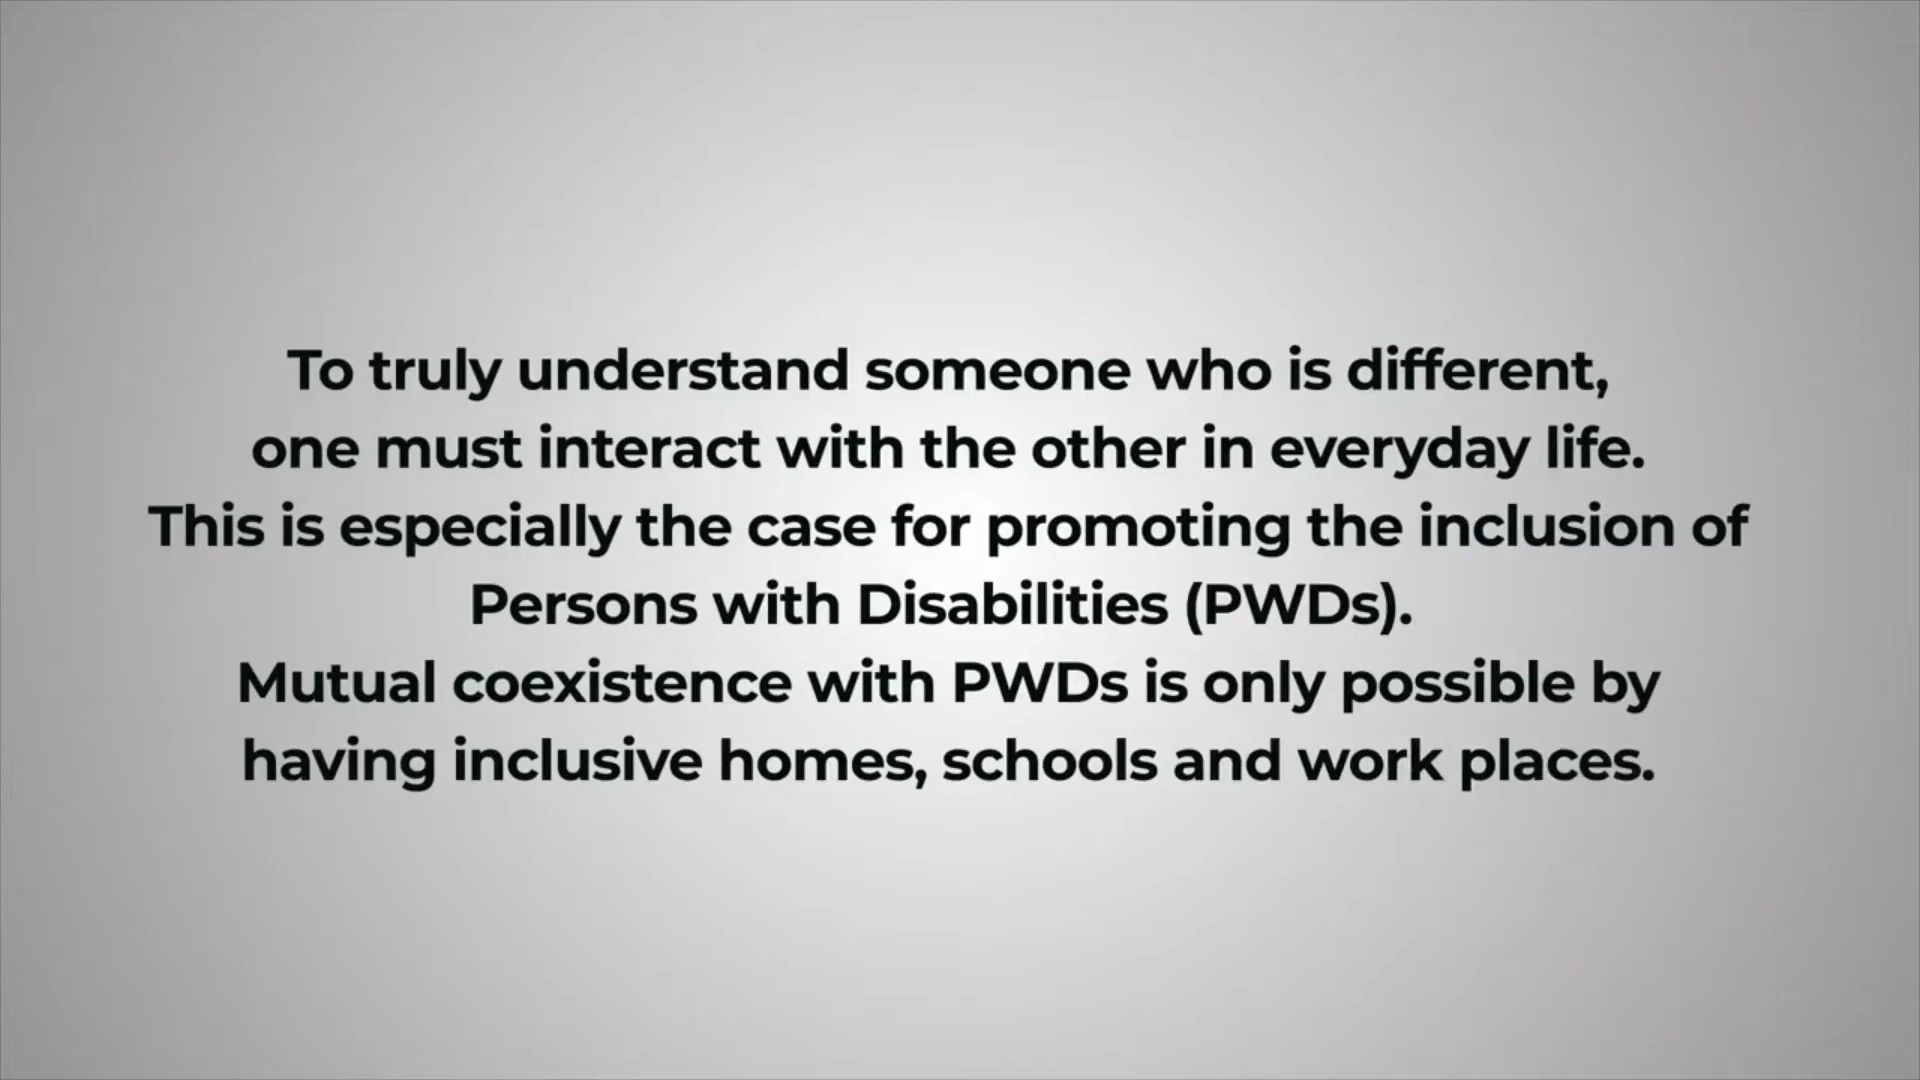 To truly understand someone who is different,
one must interact with the other in everyday life.
This is especially the case for promoting the inclusion of
Persons with Disabilities (PWDs).
Mutual coexistence with PWDs is only possible by
having inclusive homes, schools and work places.